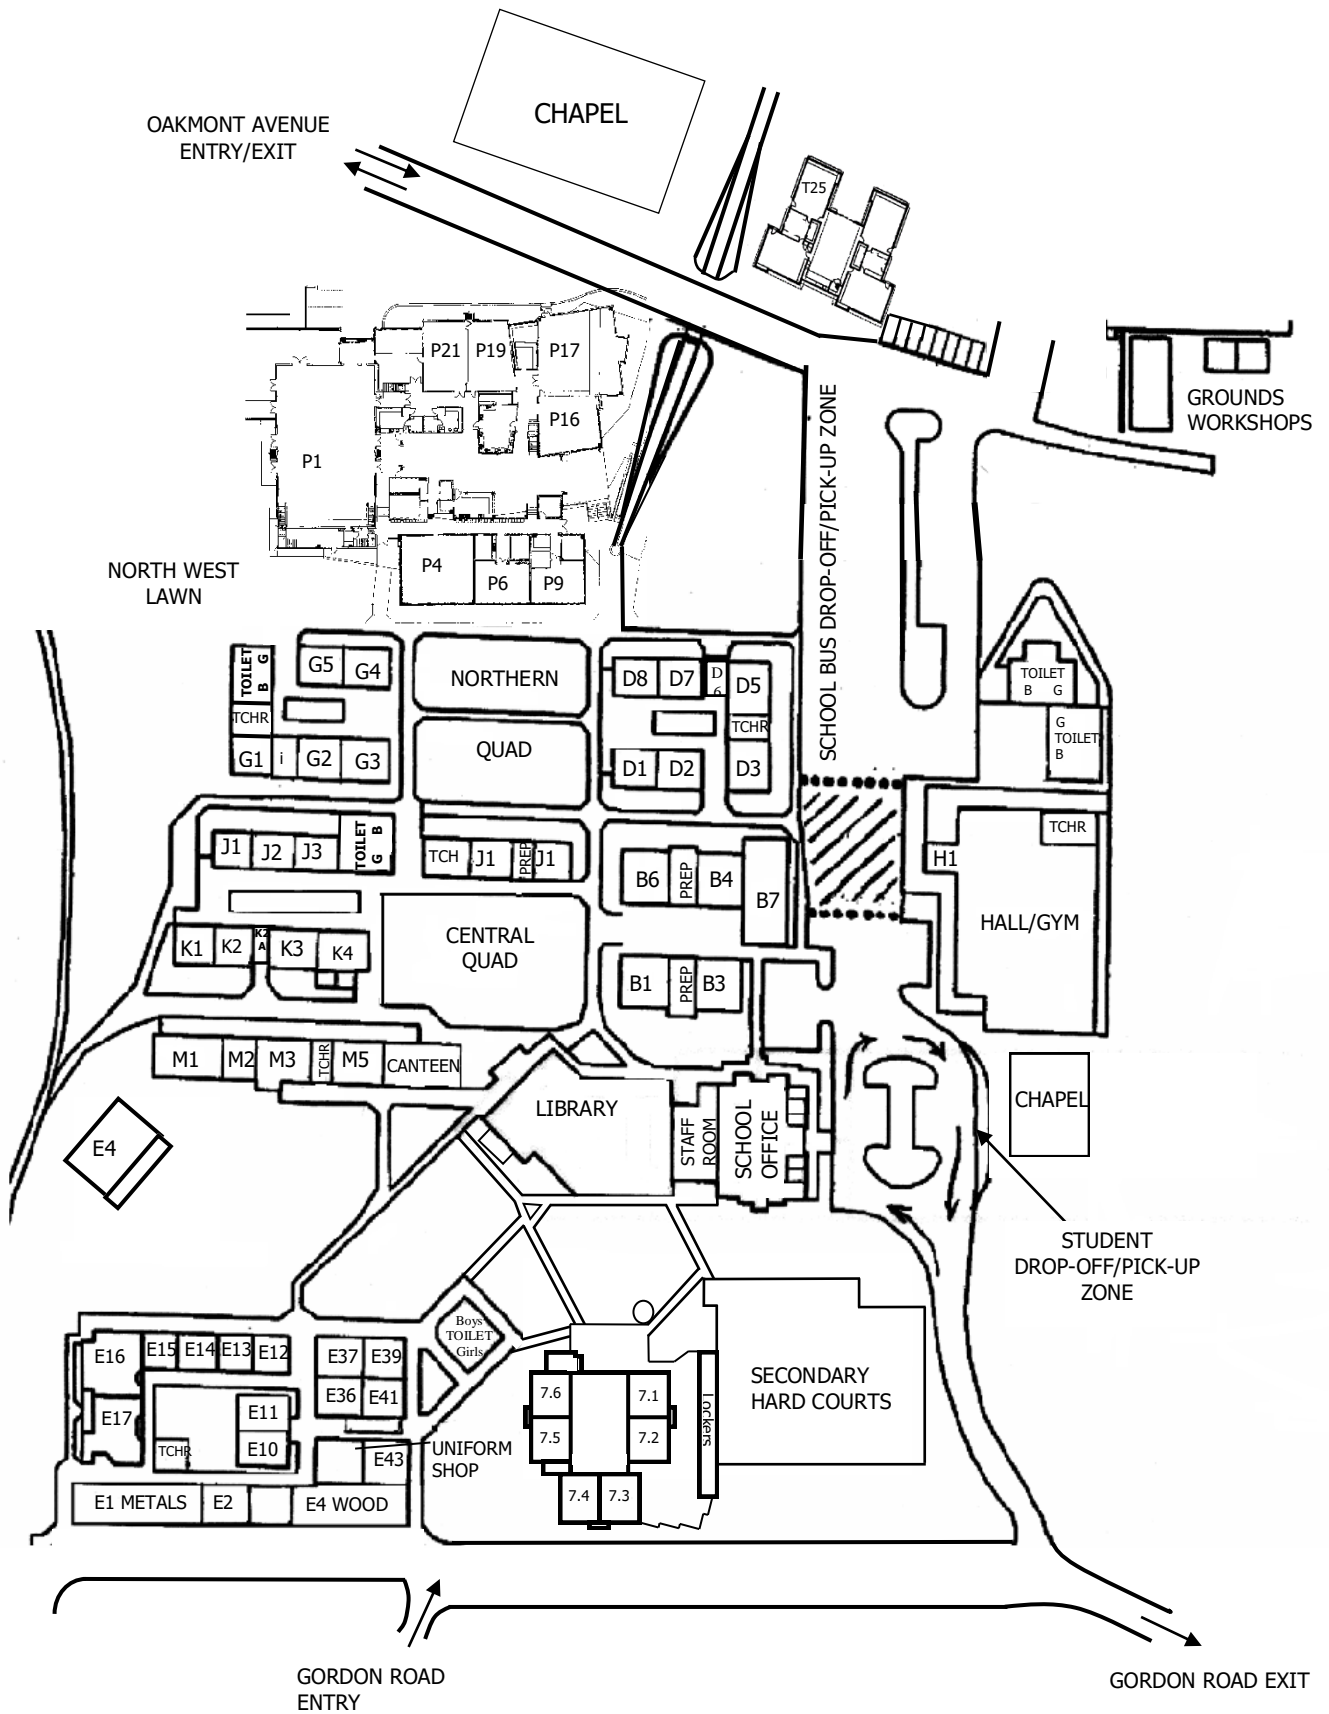 CHAPEL
OAKMONT AVENUE
ENTRY/EXIT
T25
P21
P19
P17
P16
P1
GROUNDS
WORKSHOPS
SCHOOL BUS DROP-OFF/PICK-UP ZONE
P4
P6
P9
NORTH WEST
LAWN
TOILET
B G
G5
G4
TCHR
G1
i
G2
G3
NORTHERN
QUAD
D8
D7
D
6
D5
TCHR
D1
D2
D3
TOILET
B G
G
TOILET
B
J1
J2
J3
TOILET
G B
TCH
J1
PREP
J1
B6
PREP
B4
B7
TCHR
H1
HALL/GYM
K1
K2
K2
A
K3
K4
CENTRAL
QUAD
B1
PREP
B3
M1
M2
M3
TCHR
M5
CANTEEN
LIBRARY
STAFF
ROOM
SCHOOL
OFFICE
CHAPEL
E4
STUDENT
DROP-OFF/PICK-UP
ZONE
Boys
TOILET
Girls
E16
E15
E14
E13
E12
E37
E39
E36
E41
E17
E11
E10
TCHR
UNIFORM
SHOP
E43
E1 METALS
E2
E4 WOOD
7.6
7.1
7.5
7.2
7.4
7.3
Lockers
SECONDARY
HARD COURTS
GORDON ROAD
ENTRY
GORDON ROAD EXIT